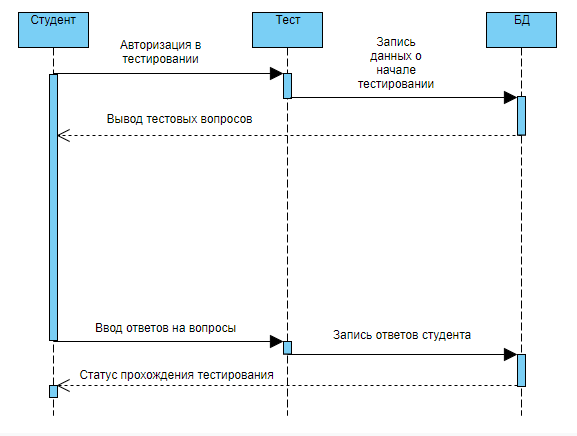 Студент
Тест
БД
Авторизация в
тестировании
Запись
данных о
начале
тестировании
Вывод тестовых вопросов
Ввод ответов на вопросы
Запись ответов студента
Статус прохождения тестирования